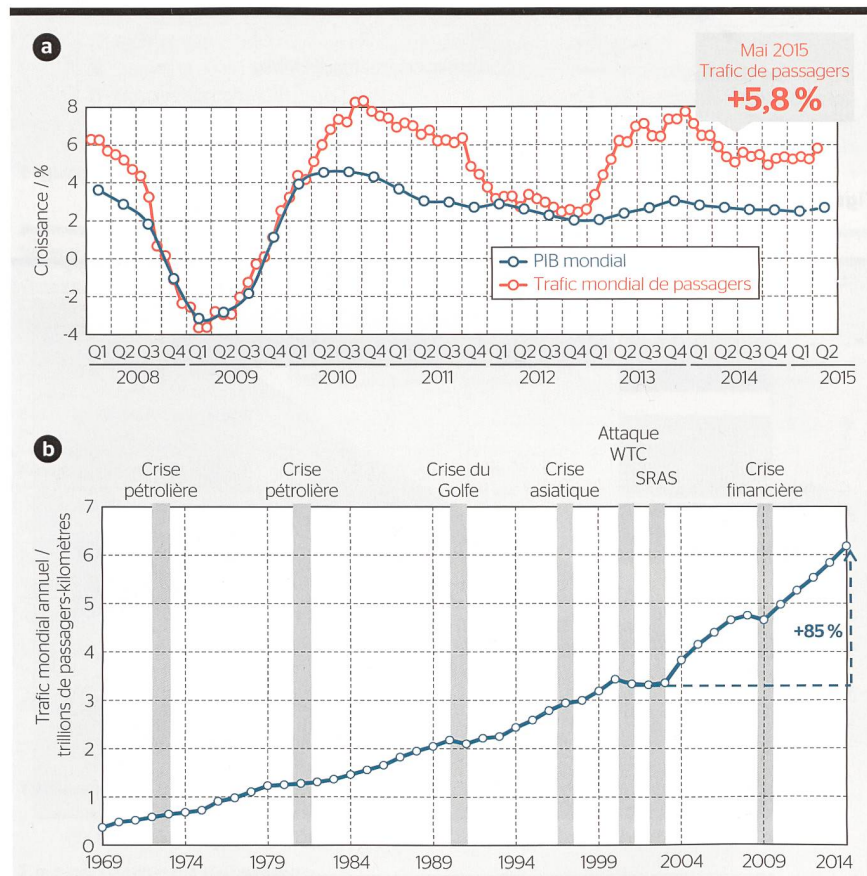 a
Mai 2015
Trafic de passagers
+5,8 %
Croissance / %
8
6
4
2
0
-2
-4
PIB mondial
Trafic mondial de passagers
Q1 Q2 Q3 Q4 Q1 Q2 Q3 Q4 Q1 Q2 Q3 Q4 Q1 Q2 Q3 Q4 Q1 Q2 Q3 Q4 Q1 Q2 Q3 Q4 Q1 Q2 Q3 Q4 Q1 Q2
2008 2009 2010 2011 2012 2013 2014 2015
b
Crise
pétrolière
Crise
pétrolière
Crise du
Golfe
Crise
asiatique
Attaque
WTC
SRAS
Crise
financière
Trafic mondial annuel /
trillions de passagers-kilomètres
7
6
5
4
3
2
1
0
+85 %
1969 1974 1979 1984 1989 1994 1999 2004 2009 2014